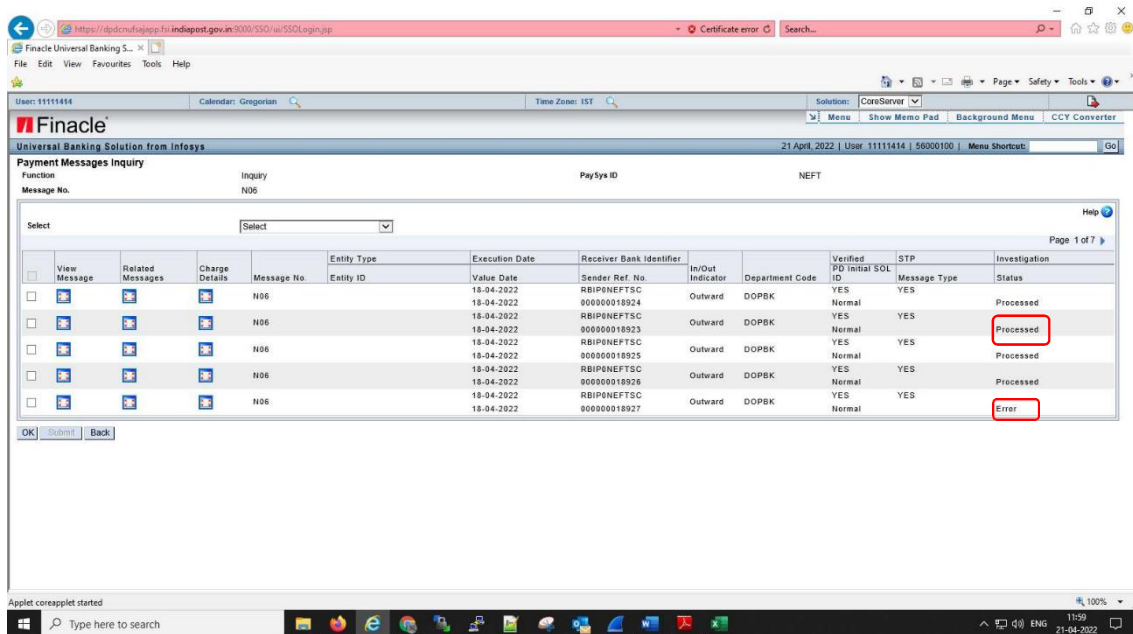 https://dpdcnufsajapp.fsi.indiapost.gov.in:9000/SSO/ui/SSOLogin.jsp
Certificate error
Search...
Finacle Universal Banking S...
File Edit View Favourites Tools Help
Page Safety Tools
User: 11111414 Calendar: Gregorian Time Zone: IST Solution: CoreServer
Finacle
Menu Show Memo Pad Background Menu CCY Converter
Universal Banking Solution from Infosys 21 April, 2022 | User 11111414 | 56000100 | Menu Shortcut: Go
Payment Messages Inquiry
Function Inquiry PaySys ID NEFT
Message No. N06
Help
Select Select
Page 1 of 7
Entity Type Execution Date Receiver Bank Identifier Verified STP Investigation
View Message Related Messages Charge Details Message No. Entity ID Value Date Sender Ref. No. In/Out Indicator Department Code PD Initial SOL ID Message Type Status
18-04-2022 RBIP0NEFTSC YES YES
N06 18-04-2022 000000018924 Outward DOPBK Normal Processed
18-04-2022 RBIP0NEFTSC YES YES
N06 18-04-2022 000000018923 Outward DOPBK Normal Processed
18-04-2022 RBIP0NEFTSC YES YES
N06 18-04-2022 000000018925 Outward DOPBK Normal Processed
18-04-2022 RBIP0NEFTSC YES YES
N06 18-04-2022 000000018926 Outward DOPBK Normal Processed
18-04-2022 RBIP0NEFTSC YES YES
N06 18-04-2022 000000018927 Outward DOPBK Normal Error
OK Submit Back
Applet coreapplet started 100%
Type here to search
ENG
11:59
21-04-2022